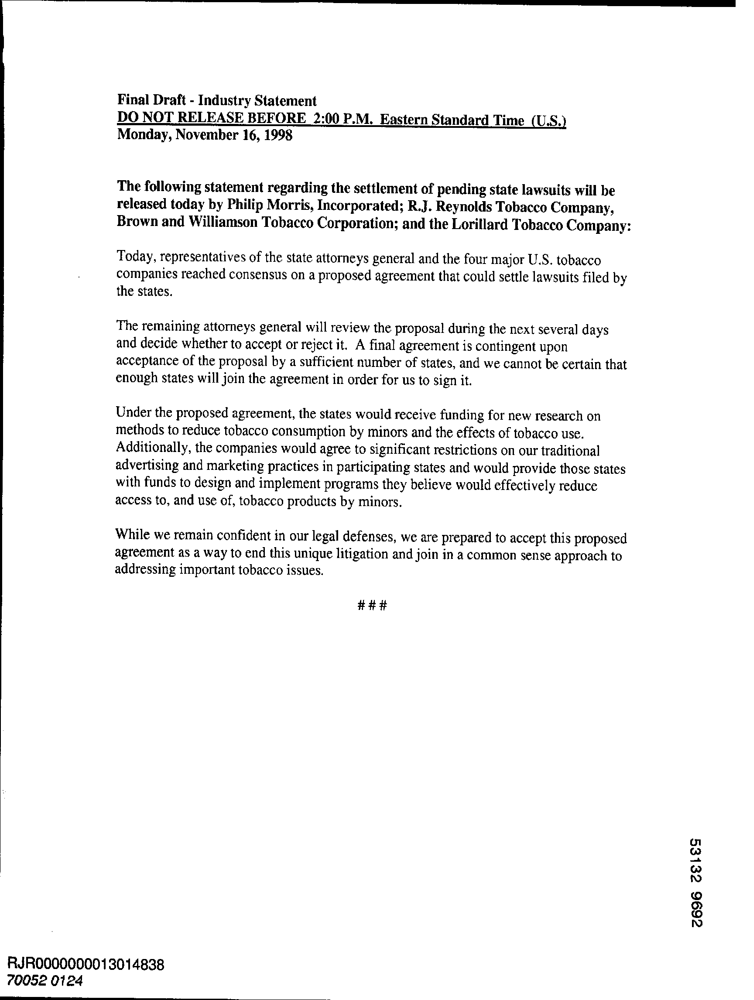 Final Draft - Industry Statement
DO NOT RELEASE BEFORE 2:00 P.M. Eastern Standard Time (U.S.)
Monday, November 16, 1998
The following statement regarding the settlement of pending state lawsuits will be
released today by Philip Morris, Incorporated; R.J. Reynolds Tobacco Company,
Brown and Williamson Tobacco Corporation; and the Lorillard Tobacco Company:
Today, representatives of the state attorneys general and the four major U.S. tobacco
companies reached consensus on a proposed agreement that could settle lawsuits filed by
the states.
The remaining attorneys general will review the proposal during the next several days
and decide whether to accept or reject it. A final agreement is contingent upon
acceptance of the proposal by a sufficient number of states, and we cannot be certain that
enough states will join the agreement in order for us to sign it.
Under the proposed agreement, the states would receive funding for new research on
methods to reduce tobacco consumption by minors and the effects of tobacco use.
Additionally, the companies would agree to significant restrictions on our traditional
advertising and marketing practices in participating states and would provide those states
with funds to design and implement programs they believe would effectively reduce
access to, and use of, tobacco products by minors.
While we remain confident in our legal defenses, we are prepared to accept this proposed
agreement as a way to end this unique litigation and join in a common sense approach to
addressing important tobacco issues.
# # #
53132 9692
RJR0000000013014838
70052 0124